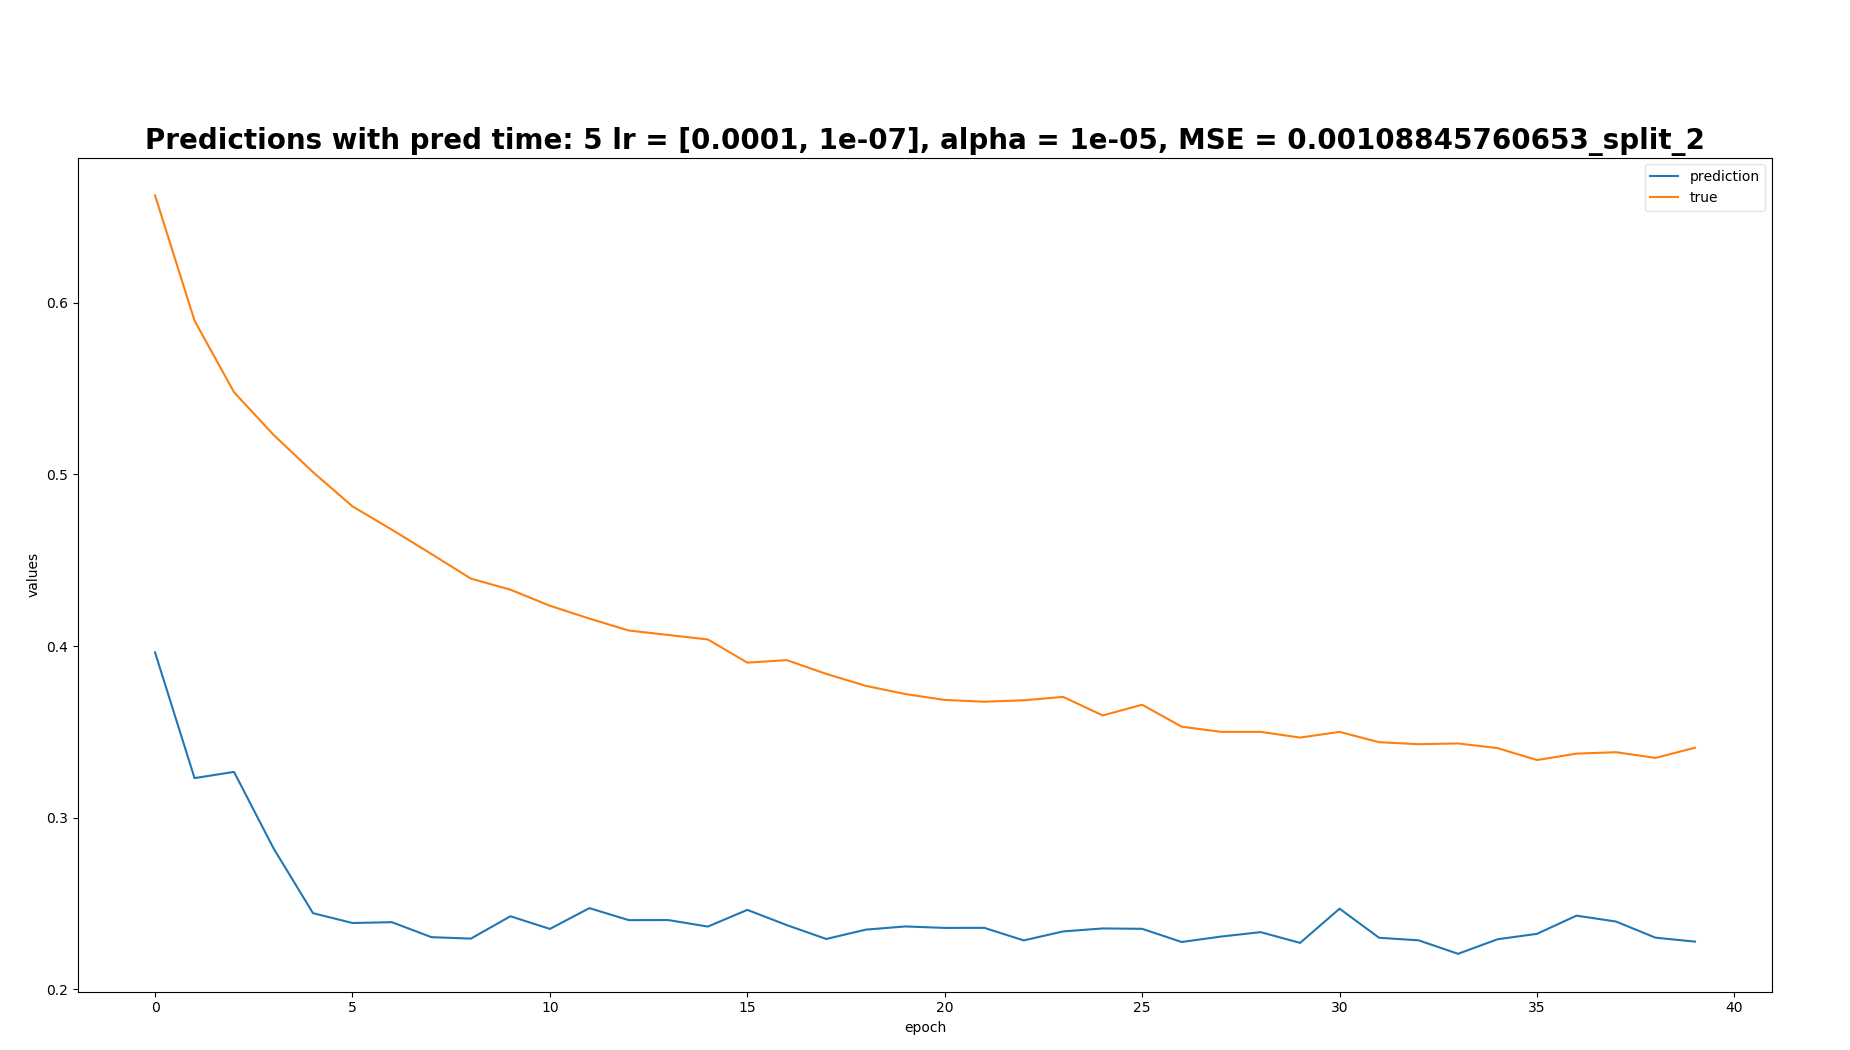 Predictions with pred time: 5 lr = [0.0001, 1e-07], alpha = 1e-05, MSE = 0.00108845760653_split_2
prediction
true
values
0.6
0.5
0.4
0.3
0.2
0 5 10 15 20 25 30 35 40
epoch